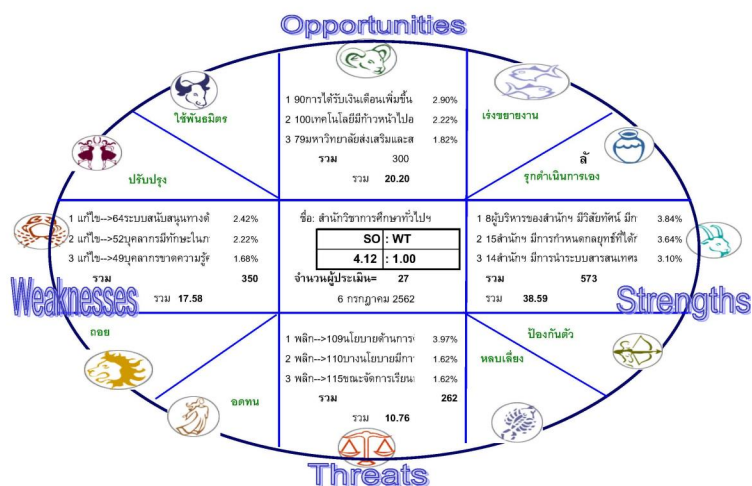 Opportunities
1 90การได้รับเงินเดือนเพิ่มขึ้น 2.90%
2 100เทคโนโลยีมีก้าวหน้าไปอ 2.22%
3 79มหาวิทยาลัยส่งเสริมและส 1.82%
รวม 300
รวม 20.20
ใช้พันธมิตร
เร่งขยายงาน
ลั
ปรับปรุง
รุกดำเนินการเอง
1 แก้ไข-->64ระบบสนับสนุนทางด้ 2.42%
2 แก้ไข-->52บุคลากรมีทักษะในภ 2.22%
3 แก้ไข-->49บุคลากรขาดความรู้ 1.68%
รวม 350
รวม 17.58
Weaknesses
ชื่อ: สำนักวิชาการศึกษาทั่วไปฯ
SO : WT
4.12 : 1.00
จำนวนผู้ประเมิน= 27
6 กรกฎาคม 2562
1 8ผู้บริหารของสำนักฯ มีวิสัยทัศน์ มีก 3.84%
2 15สำนักฯ มีการกำหนดกลยุทธ์ที่ได้ 3.64%
3 14สำนักฯ มีการนำระบบสารสนเทศ 3.10%
รวม 573
รวม 38.59
Strengths
ถอย
ป้องกันตัว
หลบเลี่ยง
อดทน
1 พลิก-->109นโยบายด้านการ 3.97%
2 พลิก-->110บางนโยบายมีกา 1.62%
3 พลิก-->115ขณะจัดการเรียน 1.62%
รวม 262
รวม 10.76
Threats